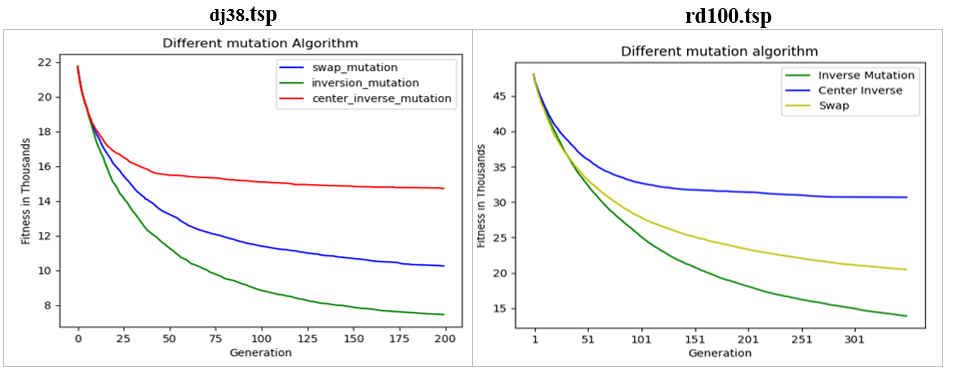 dj38.tsp
Different mutation Algorithm
swap_mutation
inversion_mutation
center_inverse_mutation
Fitness in Thousands
22
20
18
16
14
12
10
8
0 25 50 75 100 125 150 175 200
Generation
rd100.tsp
Different mutation algorithm
Inverse Mutation
Center Inverse
Swap
Fitness in Thousands
45
40
35
30
25
20
15
1 51 101 151 201 251 301
Generation